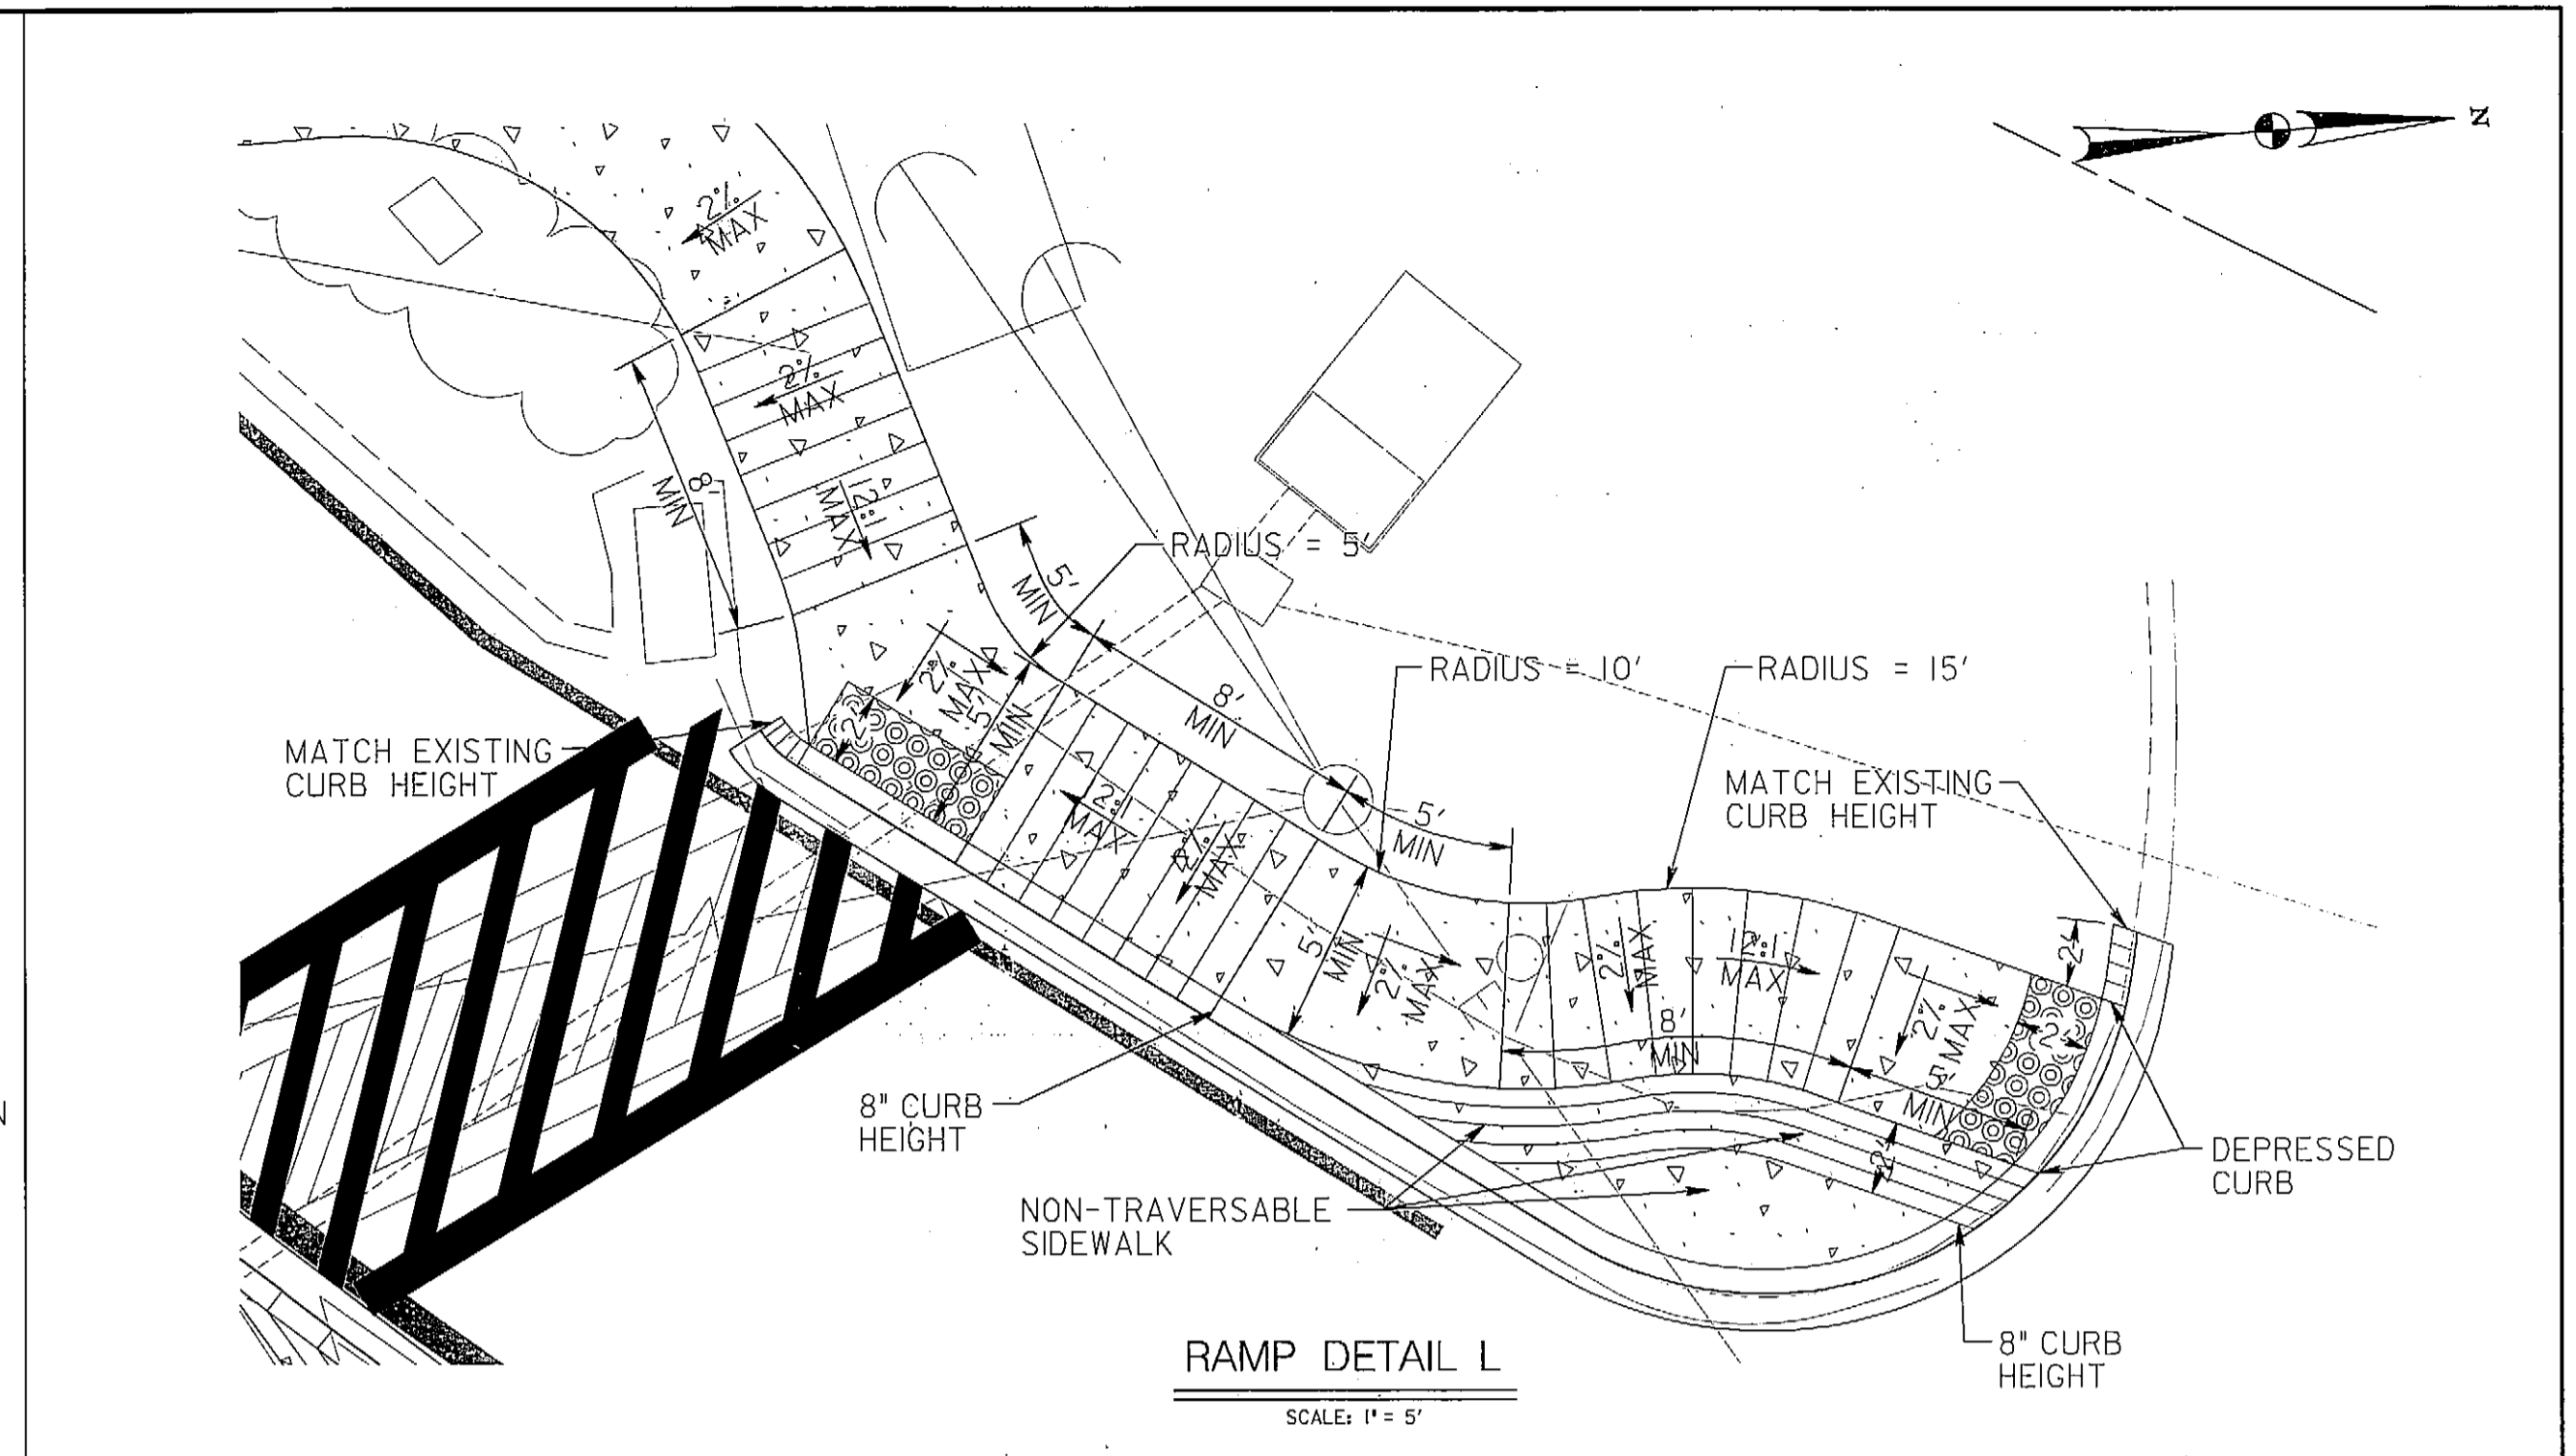 N
Z
2%
MAX
2%
MAX
8'
MIN
12:1
MAX
RADIUS = 5'
5'
MIN
RADIUS = 10'
RADIUS = 15'
2%
MAX
2'
5'
MIN
8'
MIN
MATCH EXISTING
CURB HEIGHT
MATCH EXISTING
CURB HEIGHT
12:1
MAX
2%
MAX
5'
MIN
5'
MIN
2%
MAX
2%
MAX
12:1
MAX
2'
2%
MAX
2'
8'
MIN
5'
MIN
2'
8" CURB
HEIGHT
NON-TRAVERSABLE
SIDEWALK
DEPRESSED
CURB
8" CURB
HEIGHT
RAMP DETAIL L
SCALE: 1" = 5'